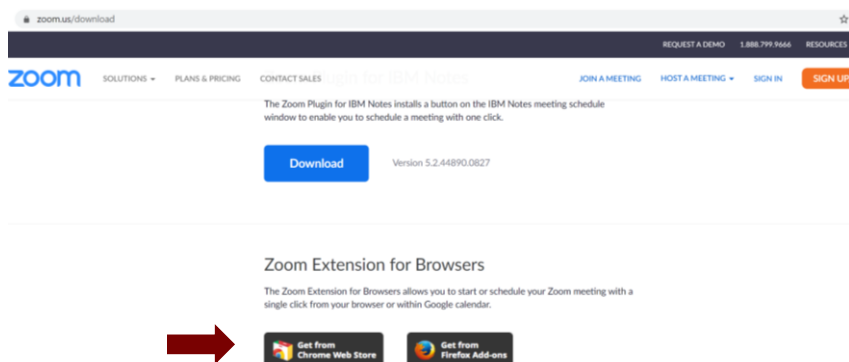 zoom.us/download
REQUEST A DEMO 1.888.799.9666 RESOURCES
zoom SOLUTIONS PLANS & PRICING CONTACT SALES JOIN A MEETING HOST A MEETING SIGN IN SIGN UP
Plugin for IBM Notes
The Zoom Plugin for IBM Notes installs a button on the IBM Notes meeting schedule
window to enable you to schedule a meeting with one click.
Download Version 5.2.44890.0827
Zoom Extension for Browsers
The Zoom Extension for Browsers allows you to start or schedule your Zoom meeting with a
single click from your browser or within Google calendar.
Get from
Chrome Web Store
Get from
Firefox Add-ons